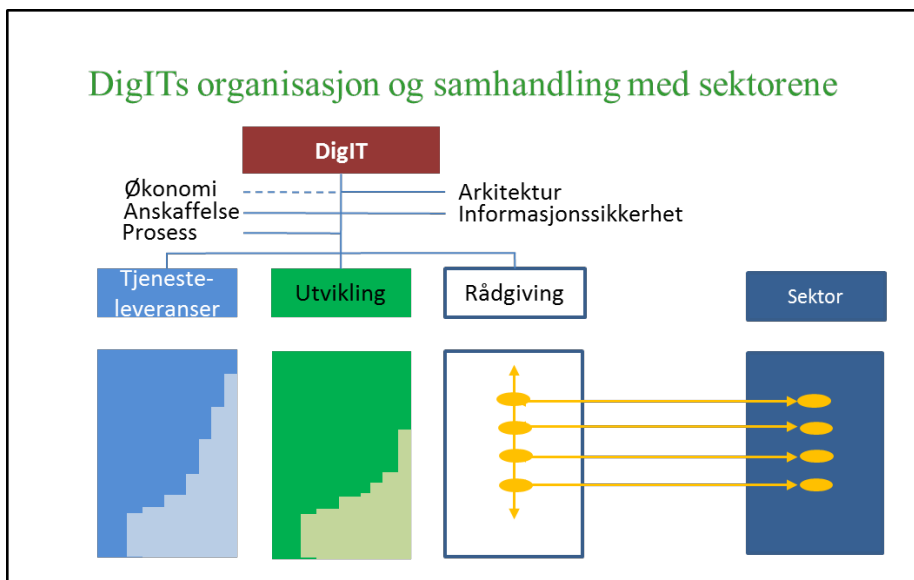 DigITs organisasjon og samhandling med sektorene
DigIT
Økonomi
Anskaffelse
Prosess
Arkitektur
Informasjonssikkerhet
Tjeneste-
leveranser
Utvikling
Rådgiving
Sektor